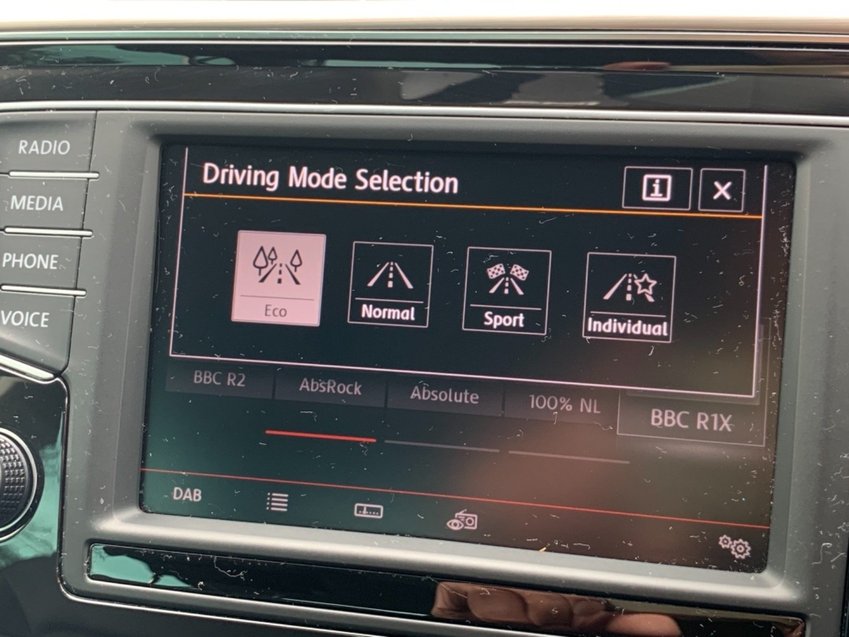 RADIO
MEDIA
PHONE
VOICE
Driving Mode Selection
i
Eco
Normal
Sport
Individual
BBC R2
AbsRock
Absolute
100% NL
BBC R1X
DAB